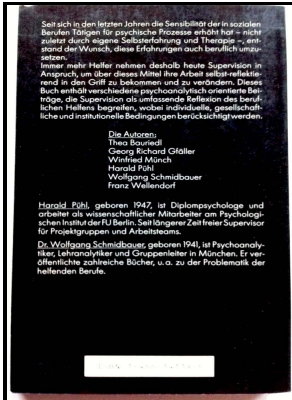 Seit sich in den letzten Jahren die Sensibilität der in sozialen
Berufen Tätigen für psychische Prozesse erhöht hat – nicht
zuletzt durch eigene Selbsterfahrung und Therapie –, ent-
stand der Wunsch, diese Erfahrungen auch beruflich umzu-
setzen.
Immer mehr Helfer nehmen deshalb heute Supervision in
Anspruch, um über dieses Mittel ihre Arbeit selbst-reflektie-
rend in den Griff zu bekommen und zu verändern. Dieses
Buch enthält verschiedene psychoanalytisch orientierte Bei-
träge, die Supervision als umfassende Reflexion des beruf-
lichen Helfens begreifen, wobei individuelle, gesellschaft-
liche und institutionelle Bedingungen berücksichtigt werden.
Die Autoren:
Thea Bauriedl
Georg Richard Gfäller
Winfried Münch
Harald Pühl
Wolfgang Schmidbauer
Franz Wellendorf
Harald Pühl, geboren 1947, ist Diplompsychologe und
arbeitet als wissenschaftlicher Mitarbeiter am Psychologi-
schen Institut der FU Berlin. Seit längerer Zeit freier Supervisor
für Projektgruppen und Arbeitsteams.
Dr. Wolfgang Schmidbauer, geboren 1941, ist Psychoanaly-
tiker, Lehranalytiker und Gruppenleiter in München. Er ver-
öffentlichte zahlreiche Bücher, u. a. zu der Problematik der
helfenden Berufe.